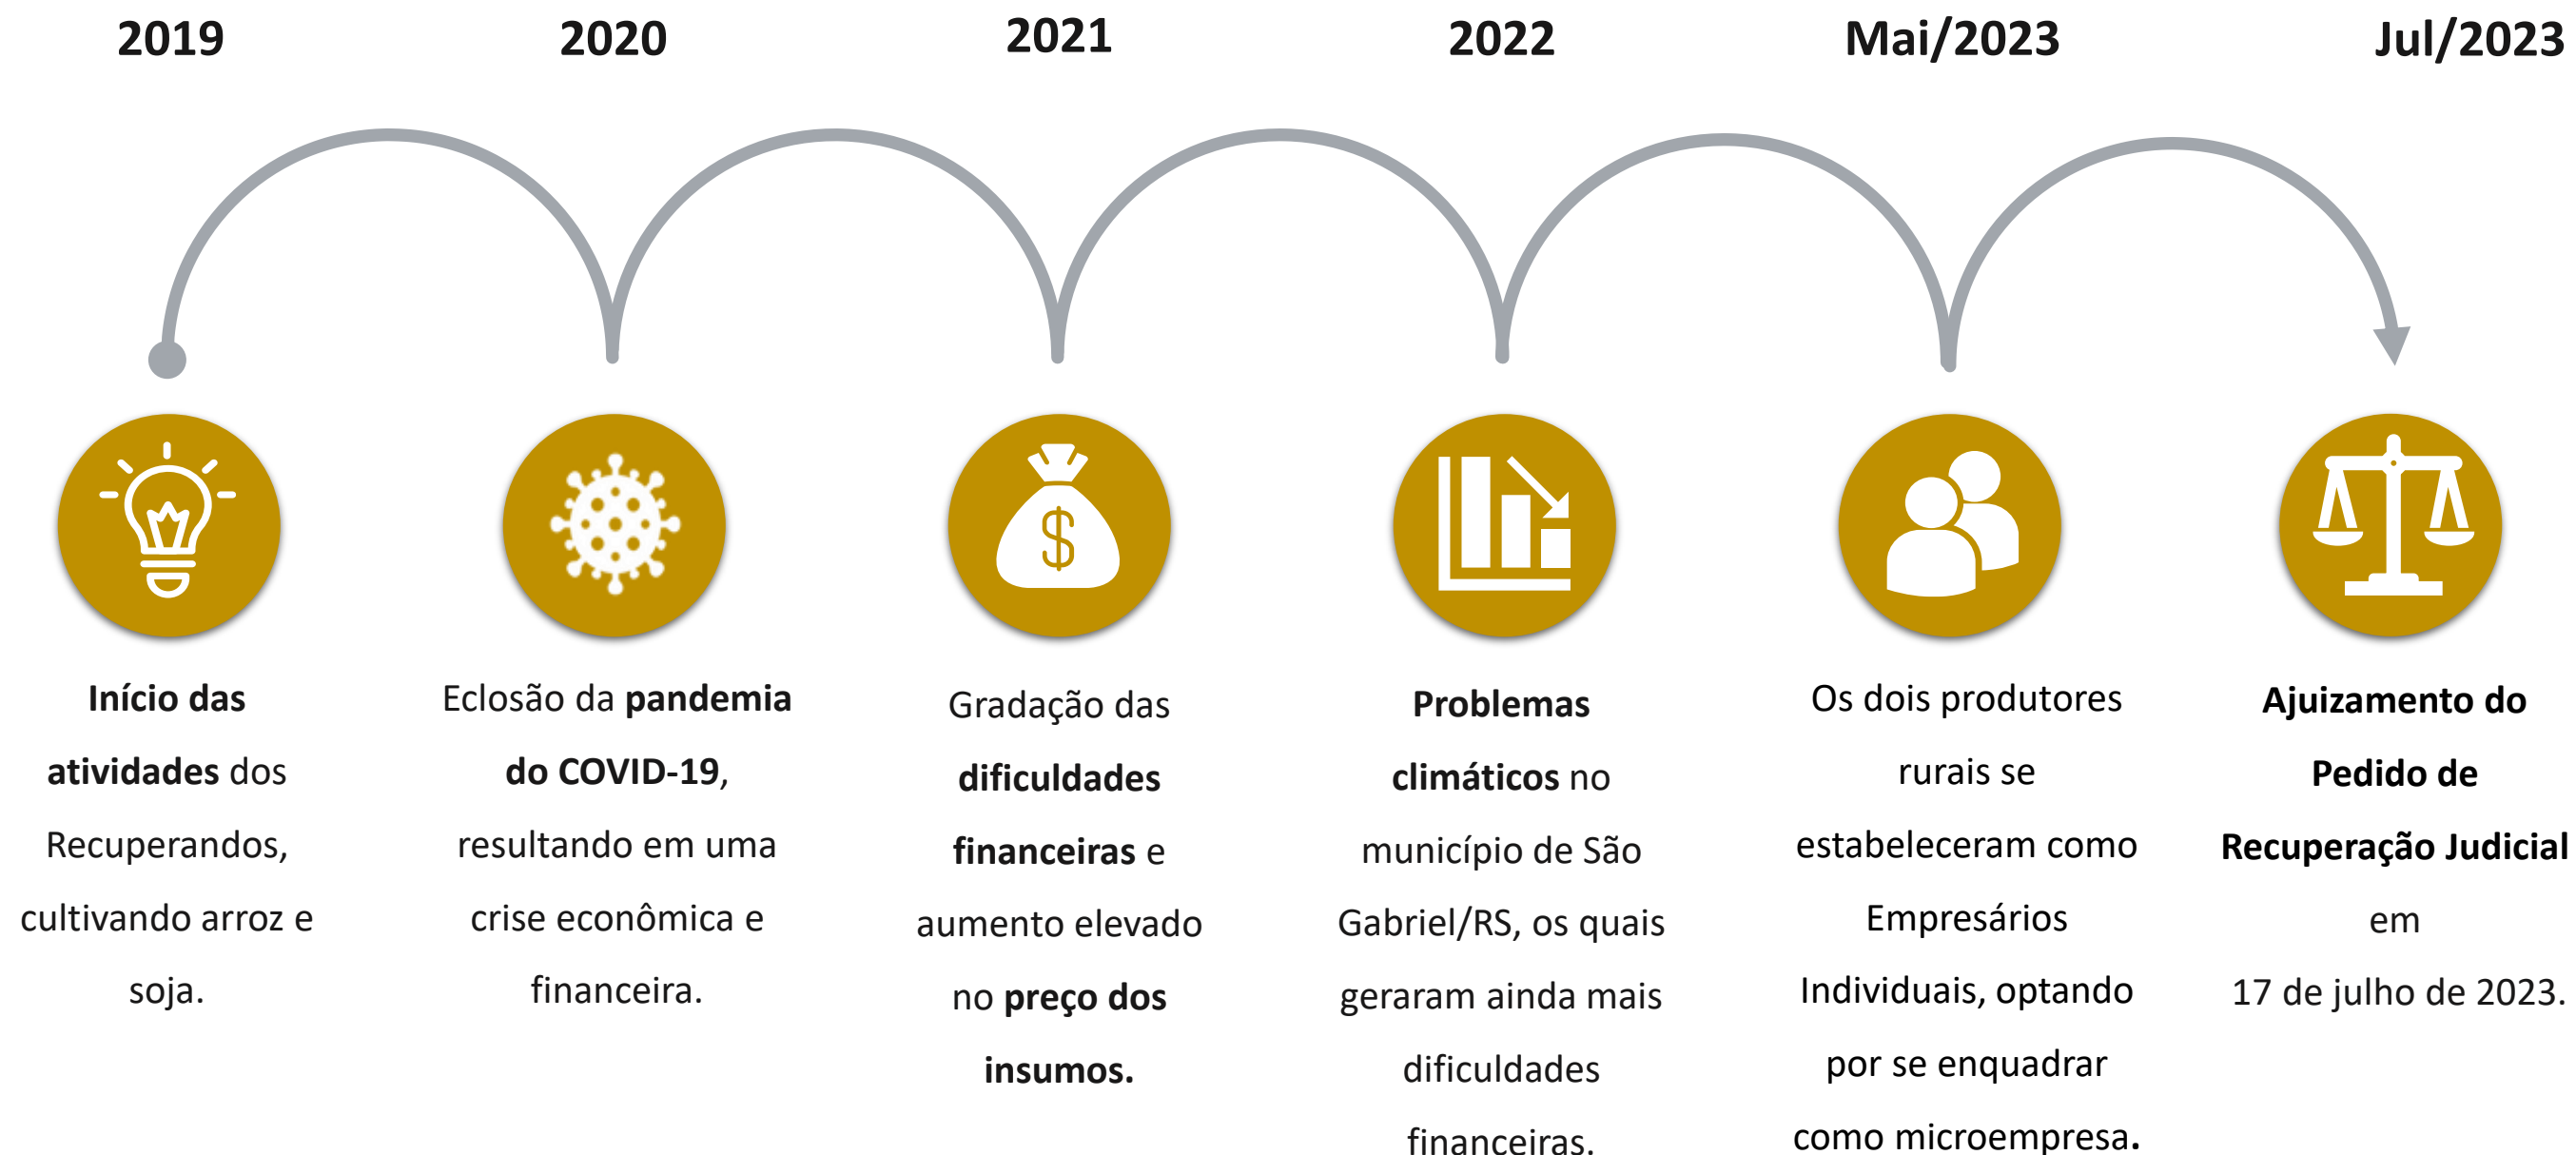 2019
Início das
atividades dos
Recuperandos,
cultivando arroz e
soja.
2020
Eclosão da pandemia
do COVID-19,
resultando em uma
crise econômica e
financeira.
2021
Gradação das
dificuldades
financeiras e
aumento elevado
no preço dos
insumos.
2022
Problemas
climáticos no
município de São
Gabriel/RS, os quais
geraram ainda mais
dificuldades
financeiras.
Mai/2023
Os dois produtores
rurais se
estabeleceram como
Empresários
Individuais, optando
por se enquadrar
como microempresa.
Jul/2023
Ajuizamento do
Pedido de
Recuperação Judicial
em
17 de julho de 2023.
$